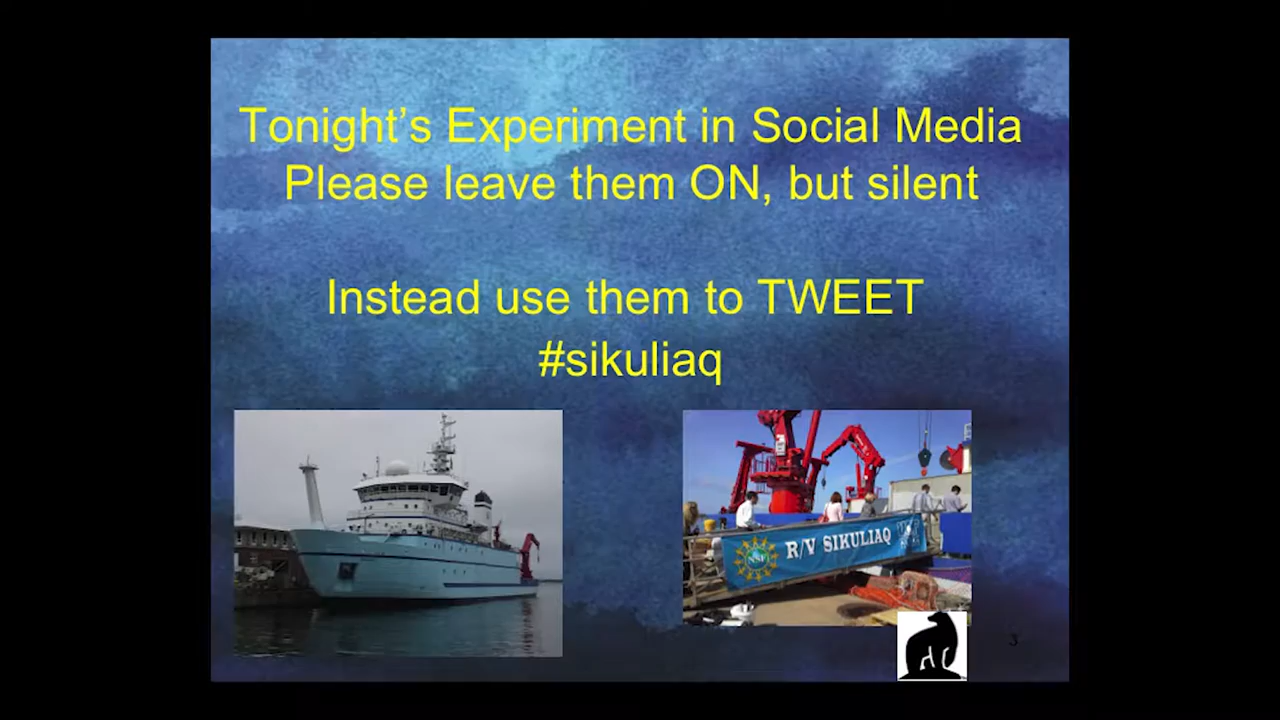 Tonight's Experiment in Social Media
Please leave them ON, but silent
Instead use them to TWEET
#sikuliaq
R/V SIKULIAQ
NSF
3